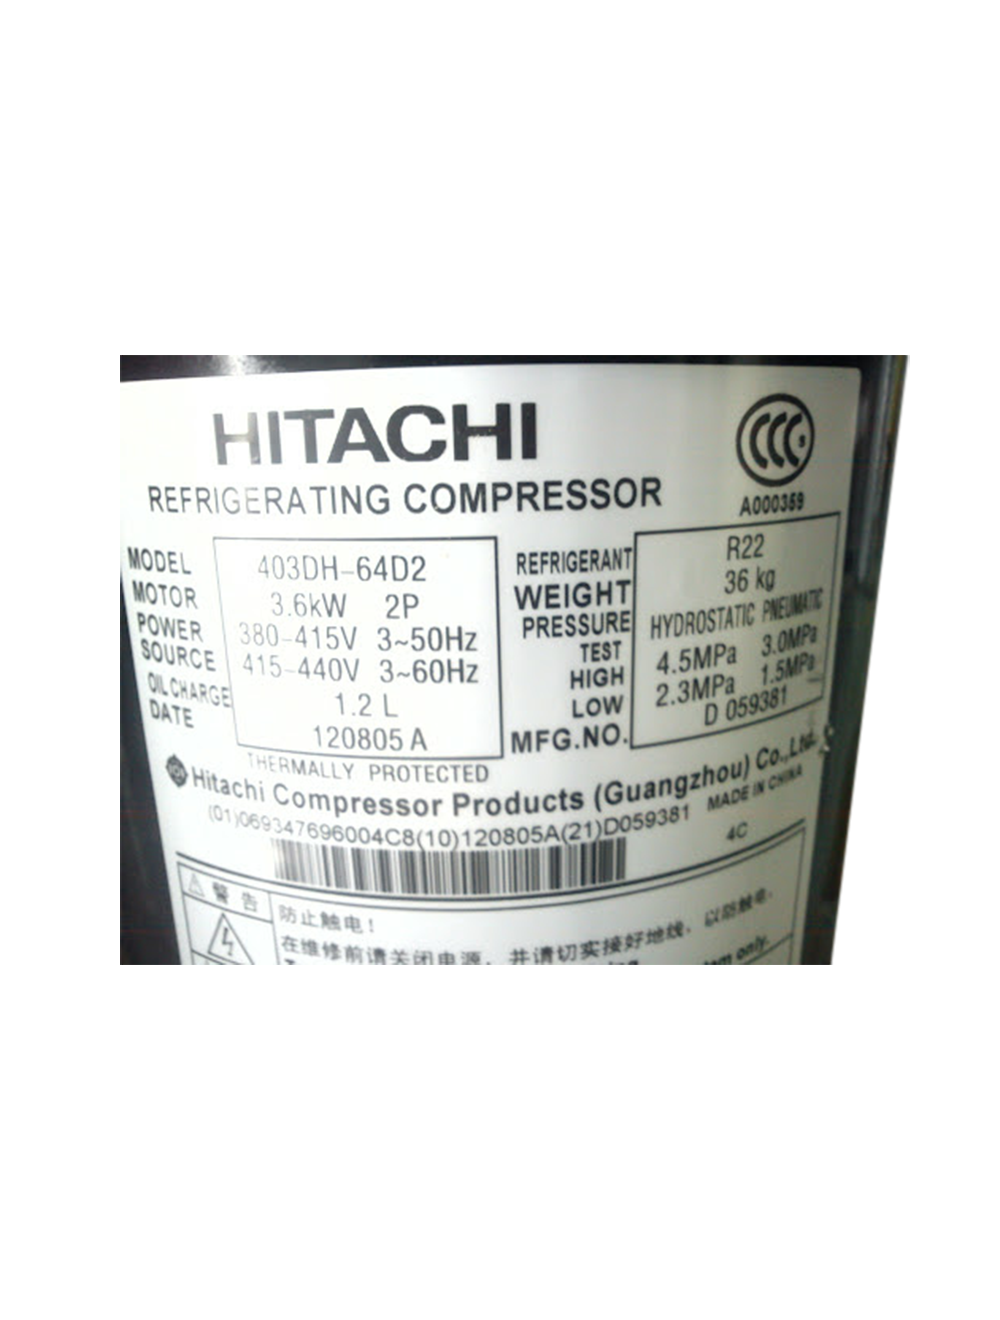 HITACHI
CCC S
REFRIGERATING COMPRESSOR
A000359
MODEL 403DH-64D2
MOTOR 3.6kW 2P
POWER 380-415V 3~50Hz
SOURCE 415-440V 3~60Hz
OIL CHARGE 1.2 L
DATE 120805 A
REFRIGERANT R22
WEIGHT 36 kg
PRESSURE HYDROSTATIC PNEUMATIC
TEST
HIGH 4.5MPa 3.0MPa
LOW 2.3MPa 1.5MPa
MFG.NO. D 059381
THERMALLY PROTECTED
Hitachi Compressor Products (Guangzhou) Co.,Ltd.
MADE IN CHINA
(01)069347696004C8(10)120805A(21)D059381
4C
警告
防止触电!
在维修前请关闭电源，并请切实接好地线，以防触电.
only.